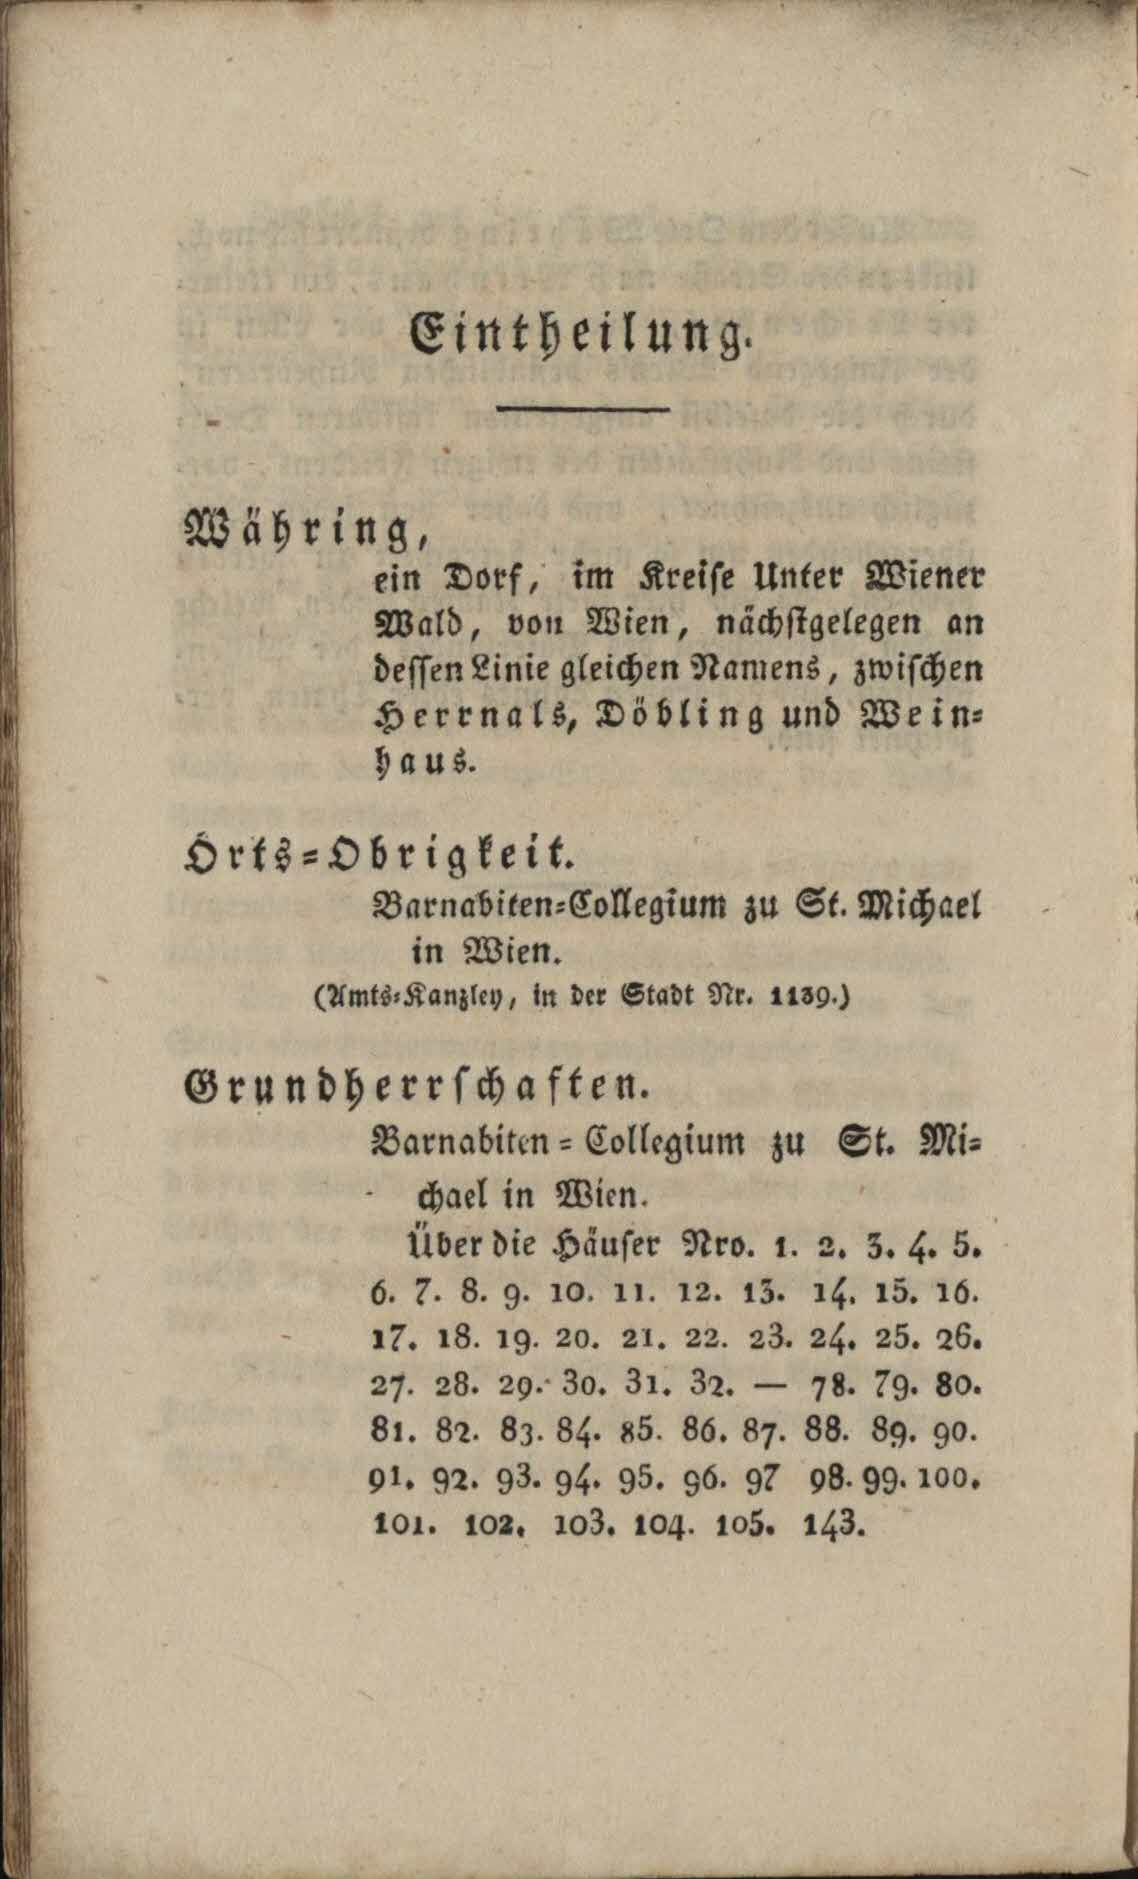 Eintheilung.
Währing,
ein Dorf, im Kreise Unter Wiener
Wald, von Wien, nächstgelegen an
dessen Linie gleichen Namens, zwischen
Herrnals, Döbling und Wein=
haus.
Orts=Obrigkeit.
Barnabiten=Collegium zu St. Michael
in Wien.
(Amts=Kanzley, in der Stadt Nr. 1139.)
Grundherrschaften.
Barnabiten=Collegium zu St. Mi=
chael in Wien.
Über die Häuser Nro. 1. 2. 3. 4. 5.
6. 7. 8. 9. 10. 11. 12. 13. 14. 15. 16.
17. 18. 19. 20. 21. 22. 23. 24. 25. 26.
27. 28. 29. 30. 31. 32. — 78. 79. 80.
81. 82. 83. 84. 85. 86. 87. 88. 89. 90.
91. 92. 93. 94. 95. 96. 97 98. 99. 100.
101. 102. 103. 104. 105. 143.